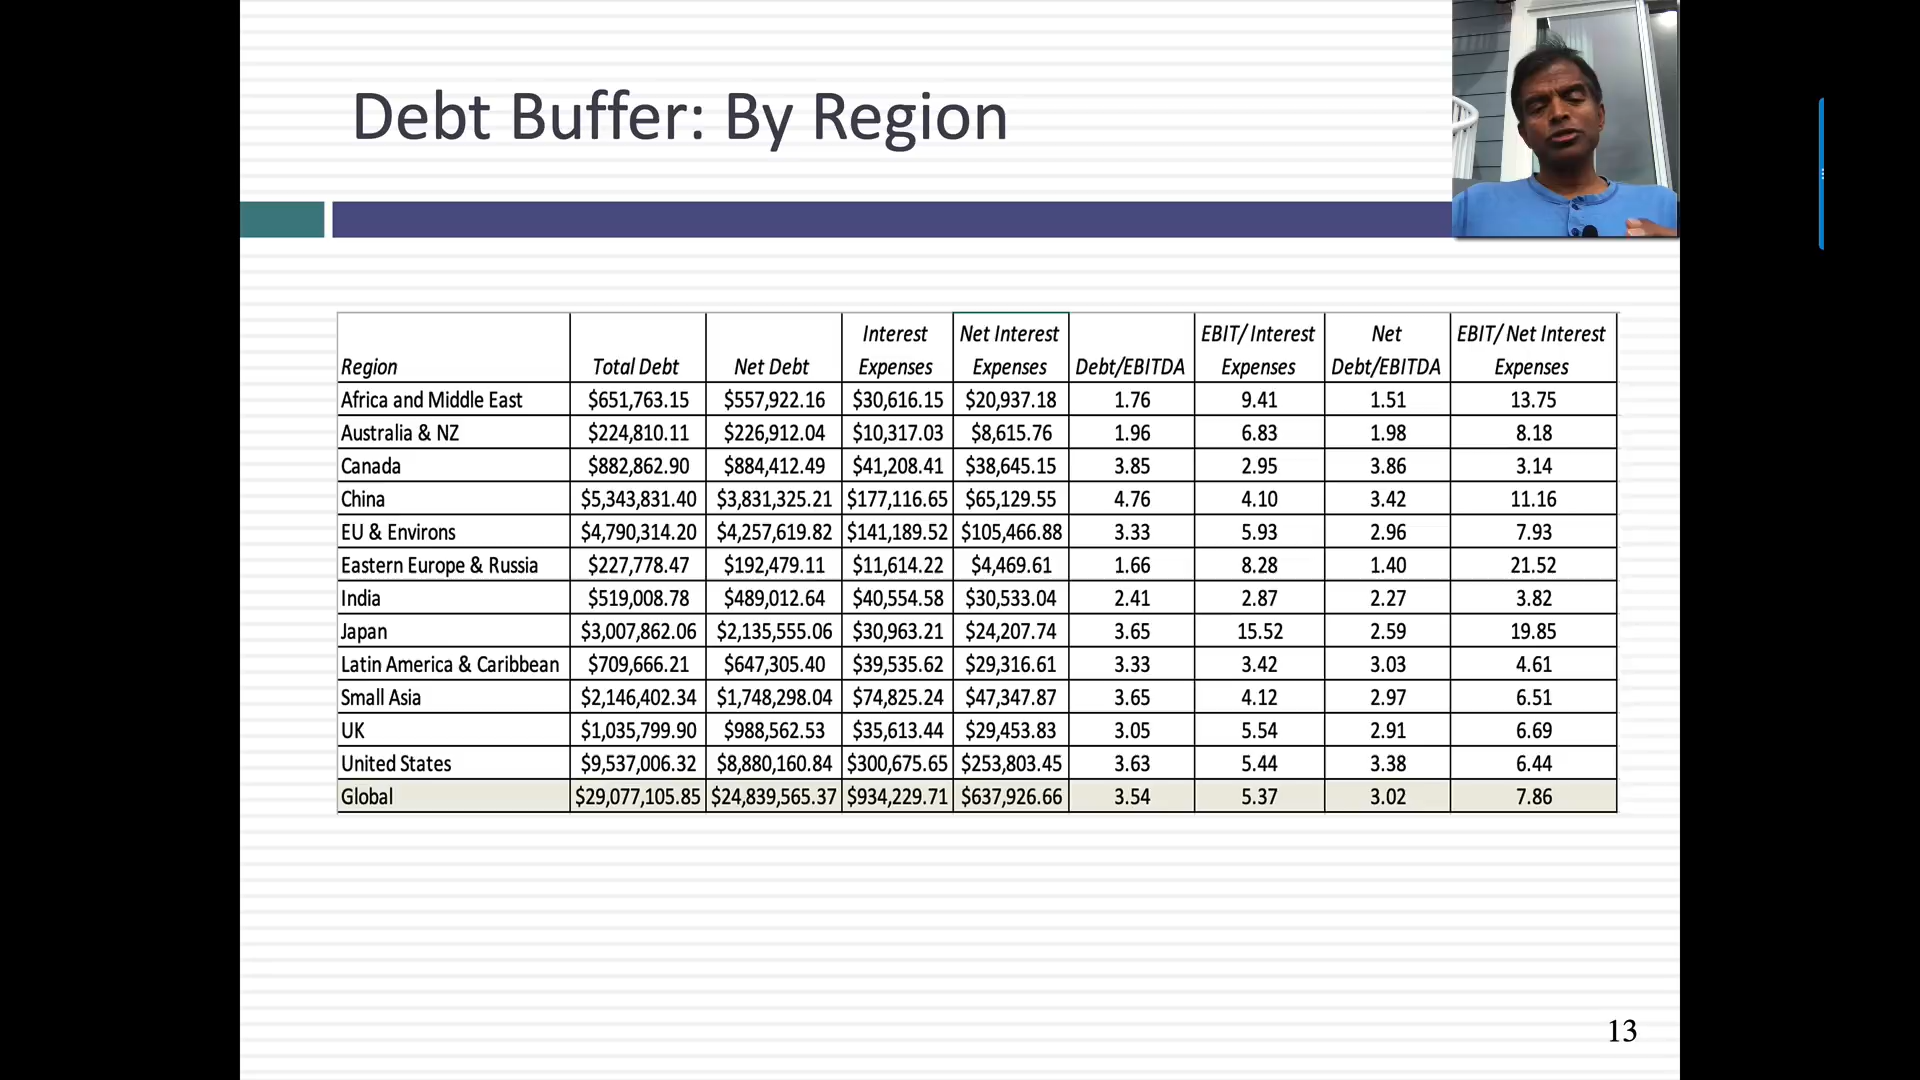 Debt Buffer: By Region
Region Total Debt Net Debt Interest Expenses Net Interest Expenses Debt/EBITDA EBIT/ Interest Expenses Net Debt/EBITDA EBIT/ Net Interest Expenses
Africa and Middle East $651,763.15 $557,922.16 $30,616.15 $20,937.18 1.76 9.41 1.51 13.75
Australia & NZ $224,810.11 $226,912.04 $10,317.03 $8,615.76 1.96 6.83 1.98 8.18
Canada $882,862.90 $884,412.49 $41,208.41 $38,645.15 3.85 2.95 3.86 3.14
China $5,343,831.40 $3,831,325.21 $177,116.65 $65,129.55 4.76 4.10 3.42 11.16
EU & Environs $4,790,314.20 $4,257,619.82 $141,189.52 $105,466.88 3.33 5.93 2.96 7.93
Eastern Europe & Russia $227,778.47 $192,479.11 $11,614.22 $4,469.61 1.66 8.28 1.40 21.52
India $519,008.78 $489,012.64 $40,554.58 $30,533.04 2.41 2.87 2.27 3.82
Japan $3,007,862.06 $2,135,555.06 $30,963.21 $24,207.74 3.65 15.52 2.59 19.85
Latin America & Caribbean $709,666.21 $647,305.40 $39,535.62 $29,316.61 3.33 3.42 3.03 4.61
Small Asia $2,146,402.34 $1,748,298.04 $74,825.24 $47,347.87 3.65 4.12 2.97 6.51
UK $1,035,799.90 $988,562.53 $35,613.44 $29,453.83 3.05 5.54 2.91 6.69
United States $9,537,006.32 $8,880,160.84 $300,675.65 $253,803.45 3.63 5.44 3.38 6.44
Global $29,077,105.85 $24,839,565.37 $934,229.71 $637,926.66 3.54 5.37 3.02 7.86
13